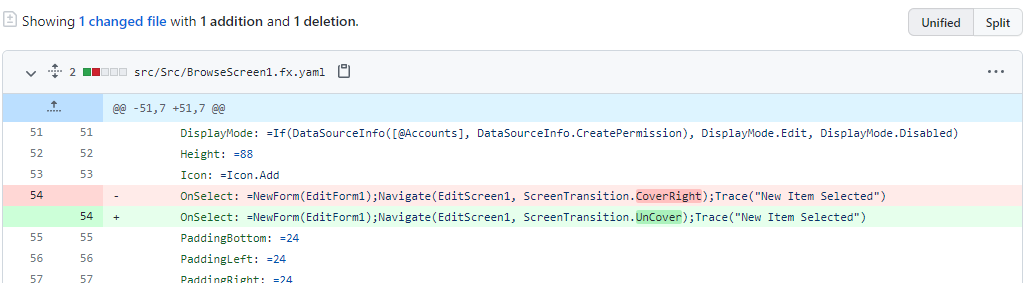 Showing 1 changed file with 1 addition and 1 deletion.
Unified Split
2 src/Src/BrowseScreen1.fx.yaml
@@ -51,7 +51,7 @@
51 51 DisplayMode: =If(DataSourceInfo([@Accounts], DataSourceInfo.CreatePermission), DisplayMode.Edit, DisplayMode.Disabled)
52 52 Height: =88
53 53 Icon: =Icon.Add
54 - OnSelect: =NewForm(EditForm1);Navigate(EditScreen1, ScreenTransition.CoverRight);Trace("New Item Selected")
54 + OnSelect: =NewForm(EditForm1);Navigate(EditScreen1, ScreenTransition.UnCover);Trace("New Item Selected")
55 55 PaddingBottom: =24
56 56 PaddingLeft: =24
57 57 PaddingRight: =24